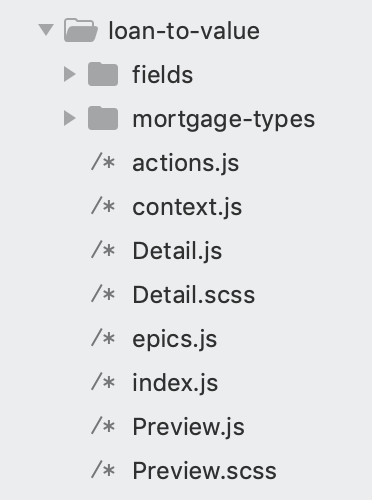 loan-to-value
fields
mortgage-types
/* actions.js
/* context.js
/* Detail.js
/* Detail.scss
/* epics.js
/* index.js
/* Preview.js
/* Preview.scss